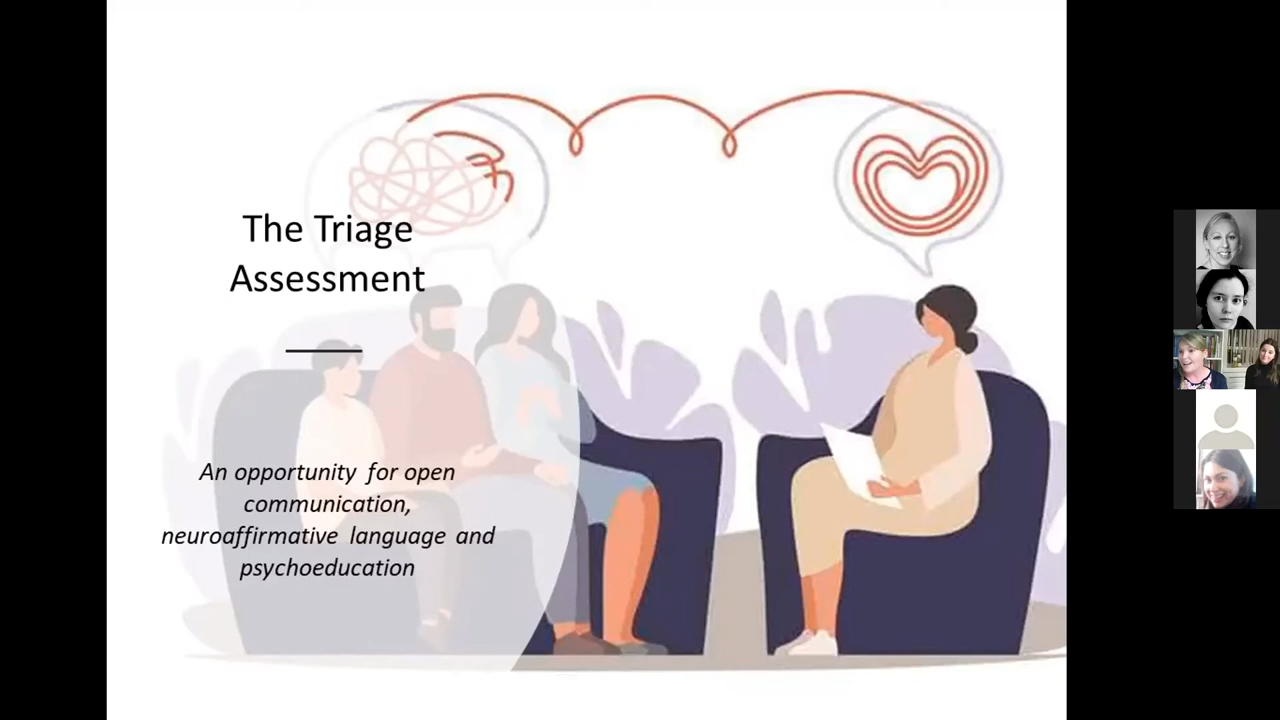 The Triage
Assessment
An opportunity for open
communication,
neuroaffirmative language and
psychoeducation